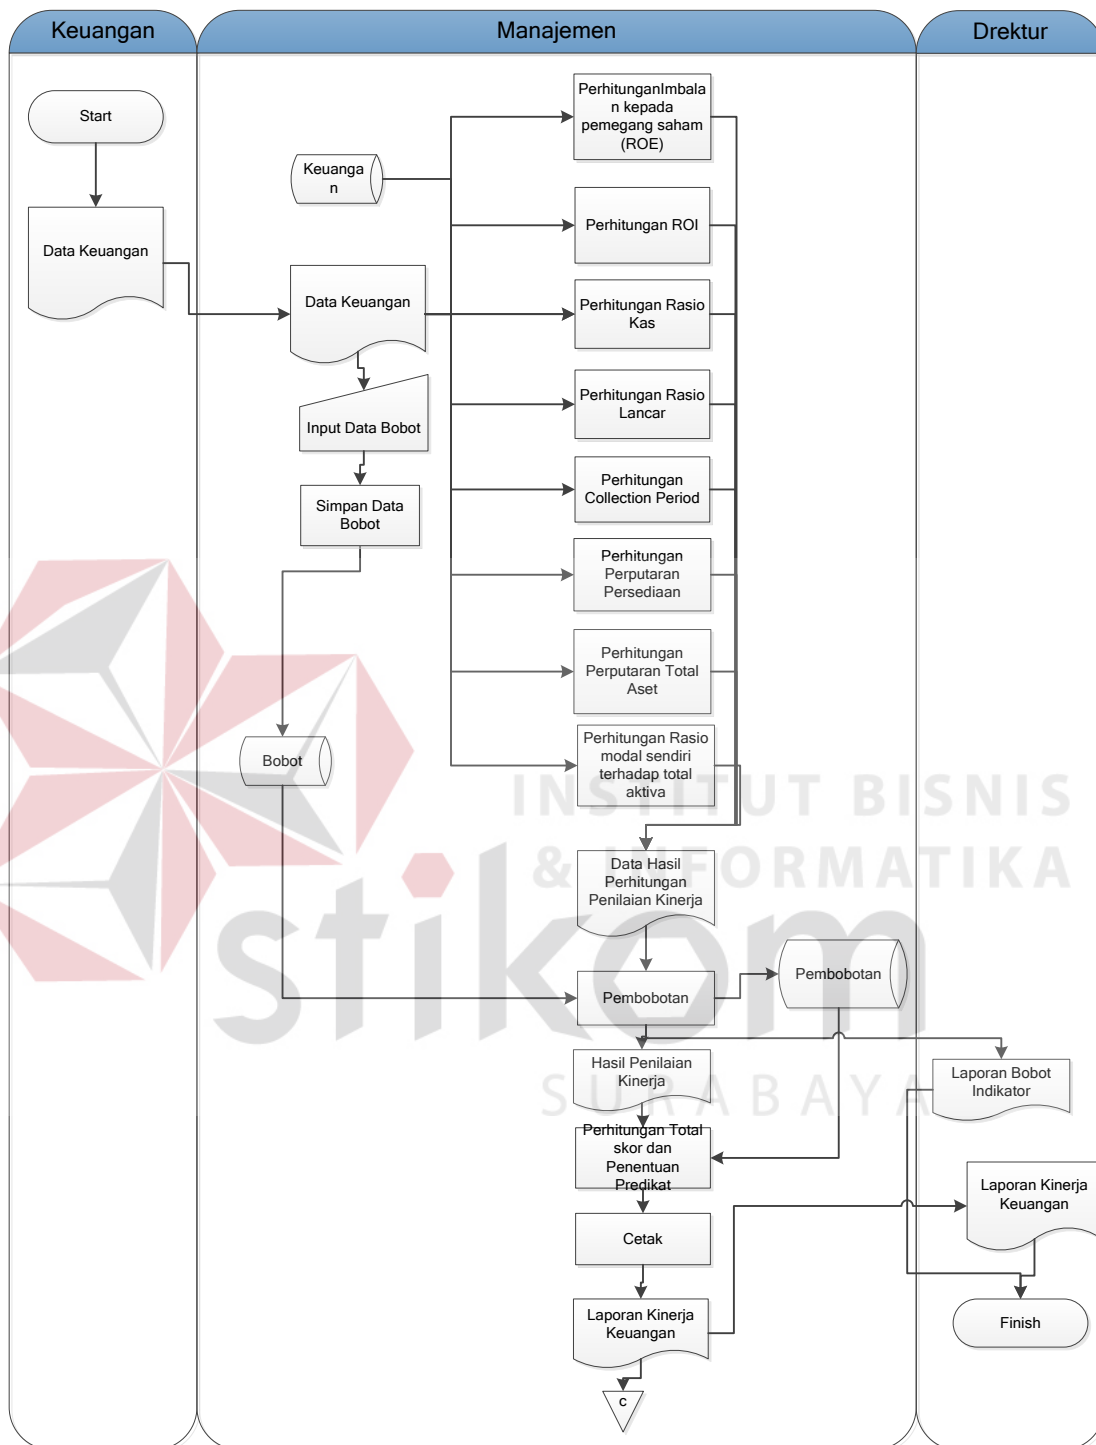 Keuangan
Manajemen
Drektur
Start
PerhitunganImbala
n kepada
pemegang saham
(ROE)
Keuanga
n
Data Keuangan
Perhitungan ROI
Data Keuangan
Perhitungan Rasio
Kas
Input Data Bobot
Perhitungan Rasio
Lancar
Simpan Data
Bobot
Perhitungan
Collection Period
Perhitungan
Perputaran
Persediaan
Perhitungan
Perputaran Total
Aset
Bobot
Perhitungan Rasio
modal sendiri
terhadap total
aktiva
INSTITUT BISNIS
& INFORMATIKA
stikom
SURABAYA
Data Hasil
Perhitungan
Penilaian Kinerja
Pembobotan
Pembobotan
Hasil Penilaian
Kinerja
Laporan Bobot
Indikator
Perhitungan Total
skor dan
Penentuan
Predikat
Laporan Kinerja
Keuangan
Cetak
Laporan Kinerja
Keuangan
Finish
c